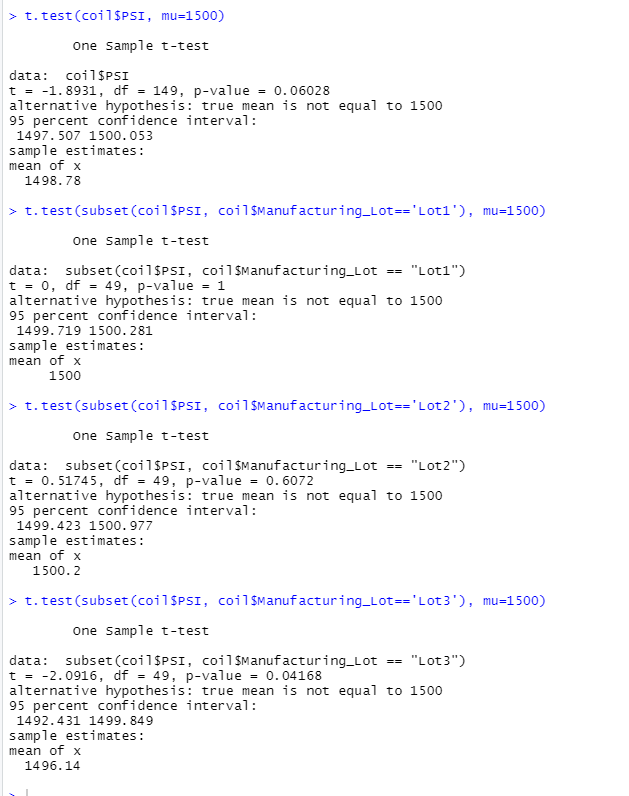 > t.test(coil$PSI, mu=1500)
One Sample t-test
data:  coil$PSI
t = -1.8931, df = 149, p-value = 0.06028
alternative hypothesis: true mean is not equal to 1500
95 percent confidence interval:
 1497.507 1500.053
sample estimates:
mean of x
  1498.78
> t.test(subset(coil$PSI, coil$Manufacturing_Lot=='Lot1'), mu=1500)
One Sample t-test
data:  subset(coil$PSI, coil$Manufacturing_Lot == "Lot1")
t = 0, df = 49, p-value = 1
alternative hypothesis: true mean is not equal to 1500
95 percent confidence interval:
 1499.719 1500.281
sample estimates:
mean of x
     1500
> t.test(subset(coil$PSI, coil$Manufacturing_Lot=='Lot2'), mu=1500)
One Sample t-test
data:  subset(coil$PSI, coil$Manufacturing_Lot == "Lot2")
t = 0.51745, df = 49, p-value = 0.6072
alternative hypothesis: true mean is not equal to 1500
95 percent confidence interval:
 1499.423 1500.977
sample estimates:
mean of x
   1500.2
> t.test(subset(coil$PSI, coil$Manufacturing_Lot=='Lot3'), mu=1500)
One Sample t-test
data:  subset(coil$PSI, coil$Manufacturing_Lot == "Lot3")
t = -2.0916, df = 49, p-value = 0.04168
alternative hypothesis: true mean is not equal to 1500
95 percent confidence interval:
 1492.431 1499.849
sample estimates:
mean of x
  1496.14
>